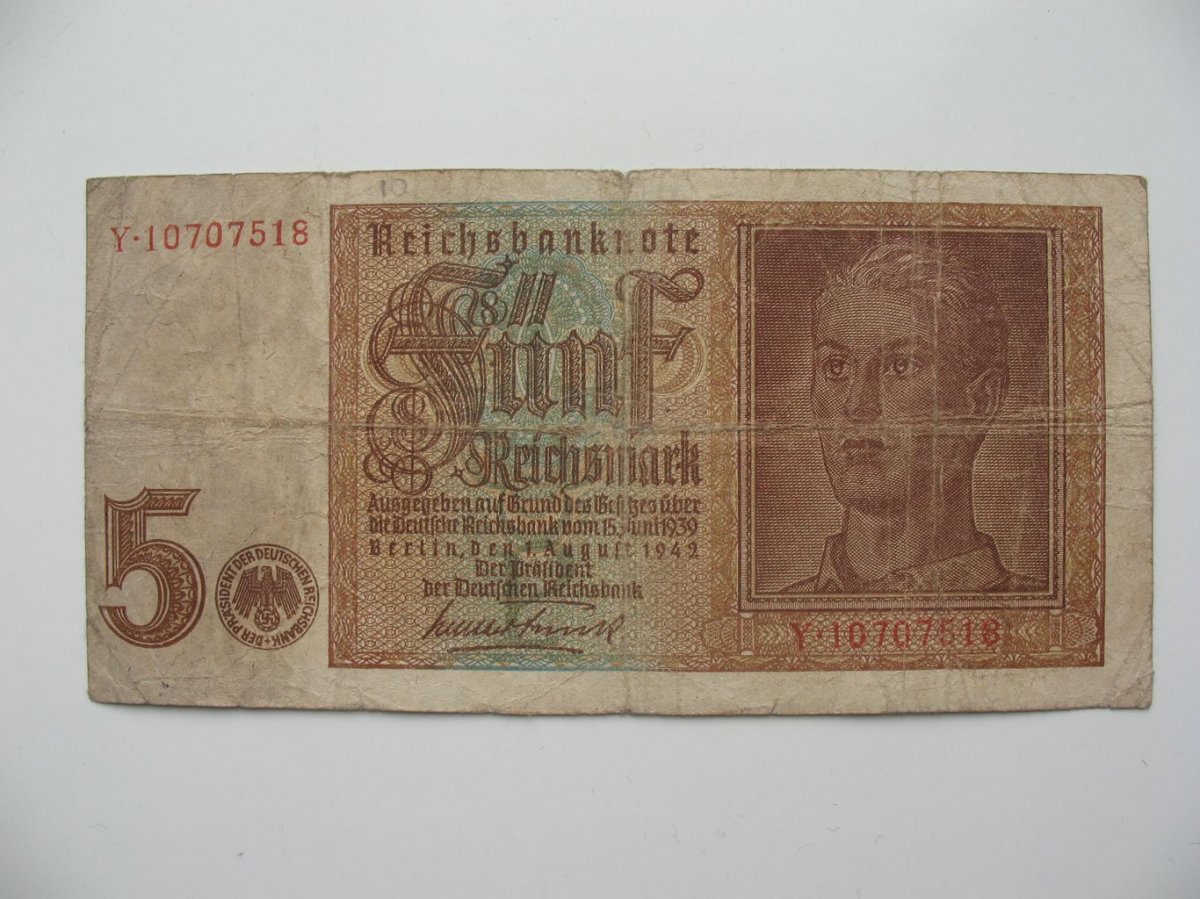 01
Y·10707518
Reichsbanknote
Fünf
Reichsmark
Ausgegeben auf Grund des Gesetzes über
die Deutsche Reichsbank vom 15. Juni 1939
Berlin, den 1. August 1942
Der Präsident
der Deutschen Reichsbank
5
DER PRÄSIDENT DER DEUTSCHEN REICHSBANK
Y·10707518